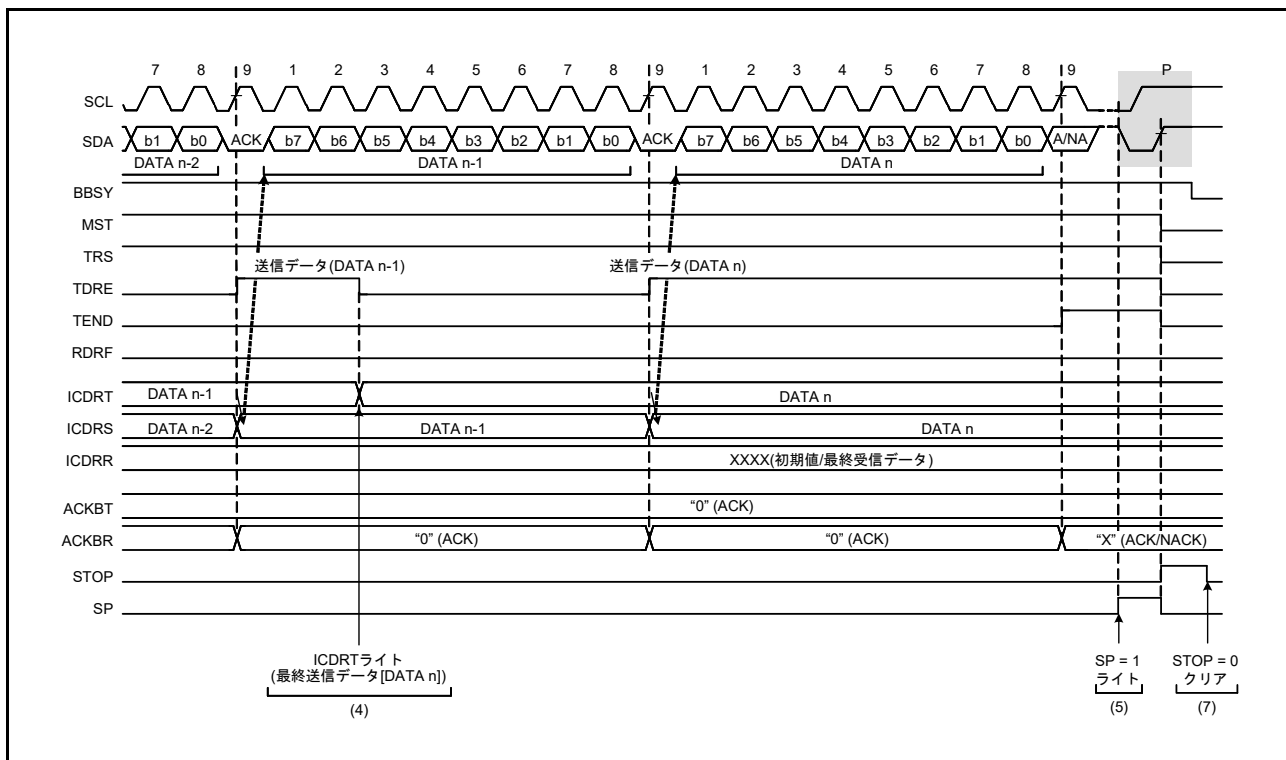 7 8 9 1 2 3 4 5 6 7 8 9 1 2 3 4 5 6 7 8 9 P
SCL
SDA b1 b0 ACK b7 b6 b5 b4 b3 b2 b1 b0 ACK b7 b6 b5 b4 b3 b2 b1 b0 A/NA
DATA n-2 DATA n-1 DATA n
BBSY
MST
TRS
送信データ(DATA n-1) 送信データ(DATA n)
TDRE
TEND
RDRF
ICDRT DATA n-1 DATA n
ICDRS DATA n-2 DATA n-1 DATA n
ICDRR XXXX(初期値/最終受信データ)
ACKBT “0” (ACK)
ACKBR “0” (ACK) “0” (ACK) “X” (ACK/NACK)
STOP
SP
ICDRTライト
(最終送信データ[DATA n])
(4)
SP = 1
ライト
(5)
STOP = 0
クリア
(7)